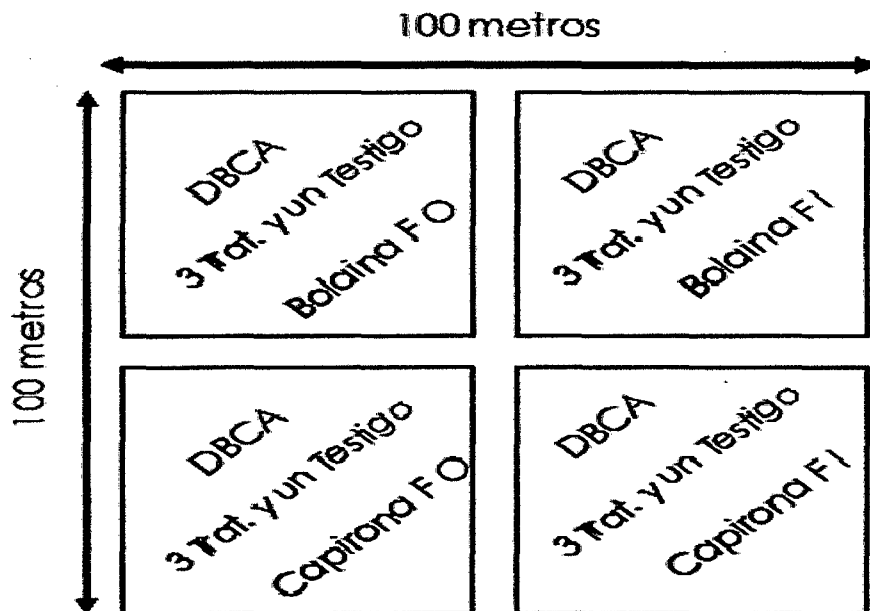 100 metros
100 metros
DBCA
3 Trat. y un Testigo
Bolaina F O
DBCA
3 Trat. y un Testigo
Bolaina F I
DBCA
3 Trat. y un Testigo
Capirona F O
DBCA
3 Trat. y un Testigo
Capirona F I